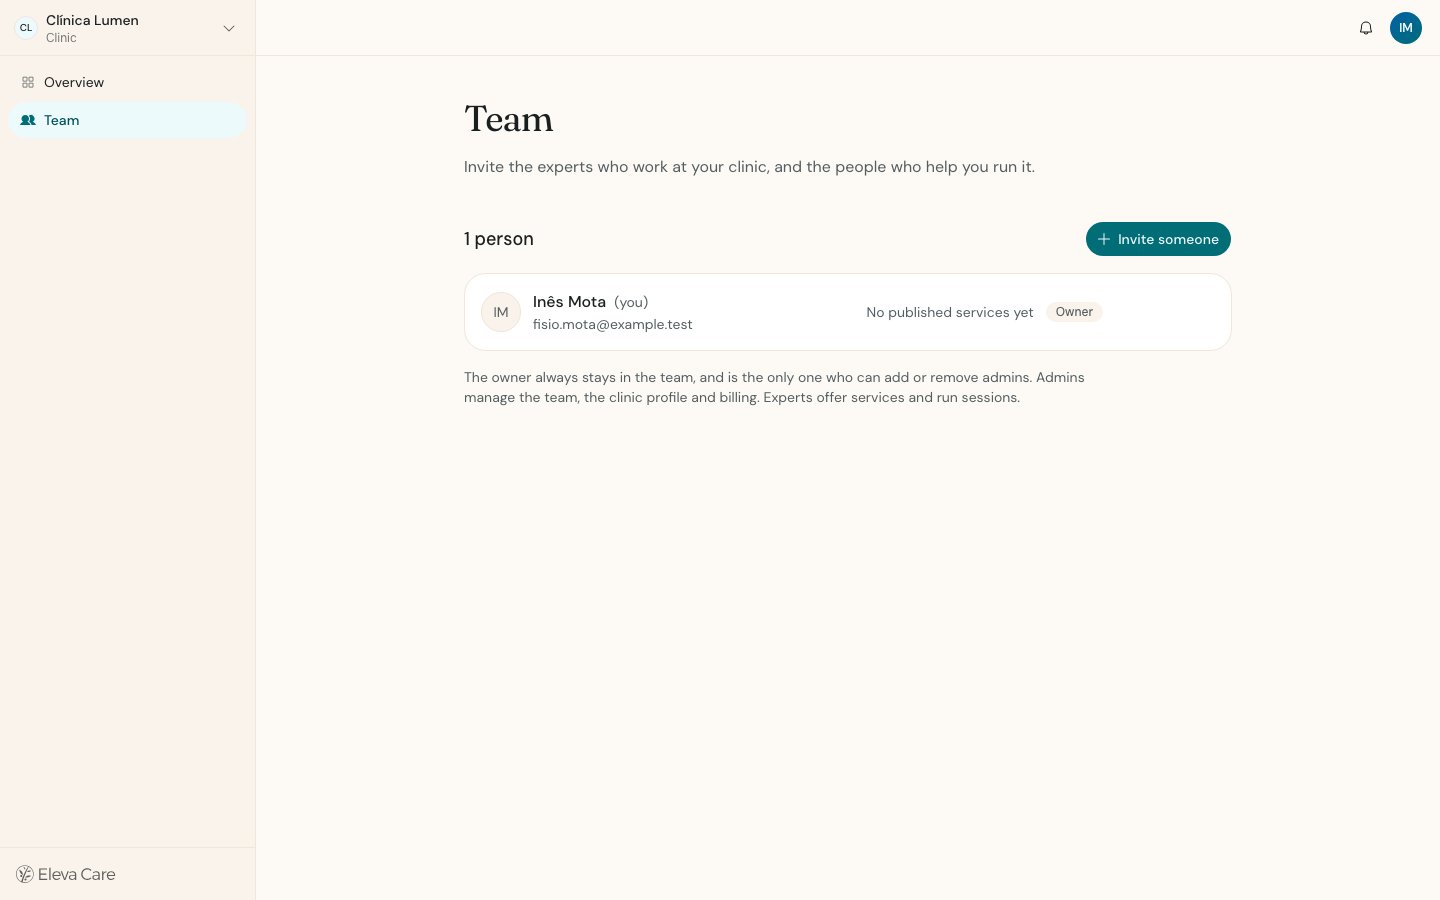 CL
Clínica Lumen
Clinic
IM
Overview
Team
Team
Invite the experts who work at your clinic, and the people who help you run it.
1 person
Invite someone
IM
Inês Mota (you)
fisio.mota@example.test
No published services yet
Owner
The owner always stays in the team, and is the only one who can add or remove admins. Admins
manage the team, the clinic profile and billing. Experts offer services and run sessions.
Eleva Care